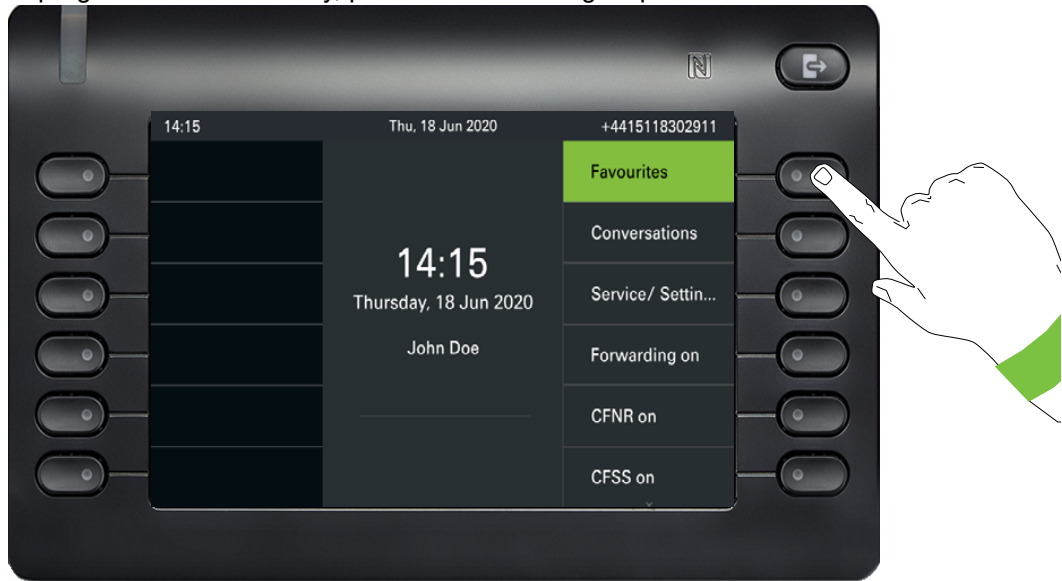 14:15 Thu, 18 Jun 2020 +4415118302911
Favourites
Conversations
14:15
Thursday, 18 Jun 2020
Service/ Settin...
John Doe
Forwarding on
CFNR on
CFSS on